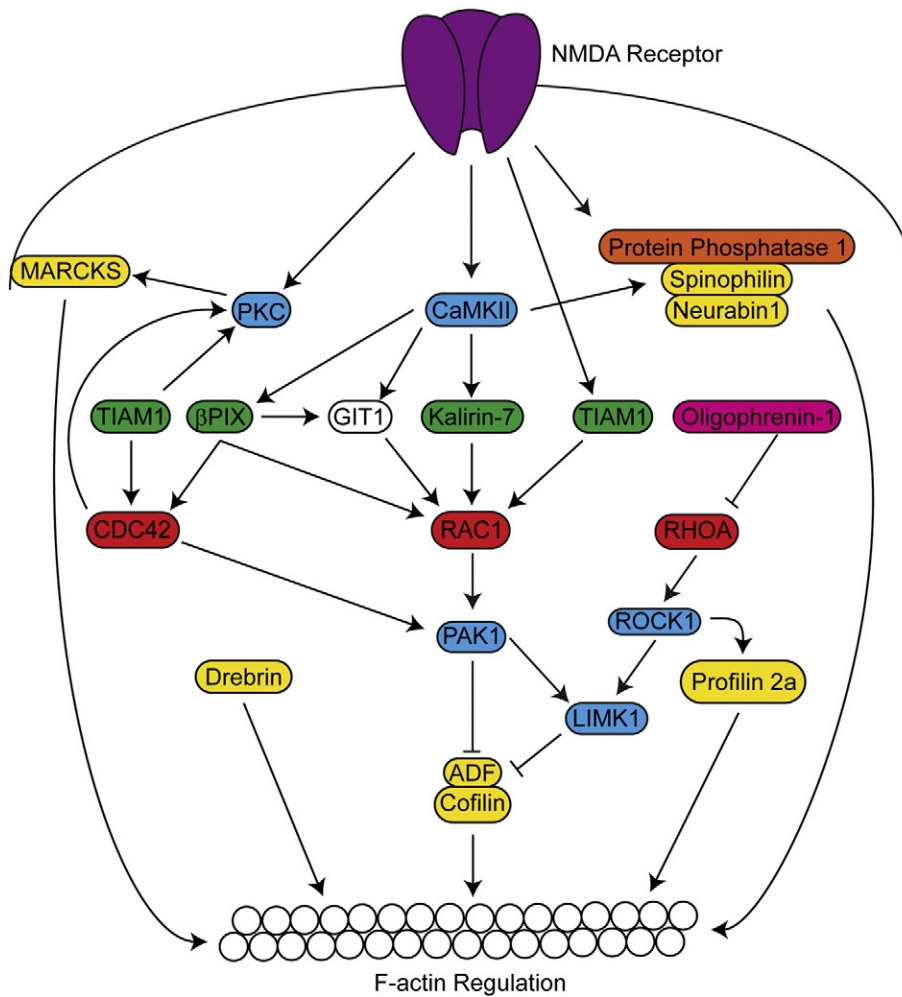 NMDA Receptor
Protein Phosphatase 1
MARCKS
Spinophilin
PKC
CaMKII
Neurabin1
TIAM1
βPIX
GIT1
Kalirin-7
TIAM1
Oligophrenin-1
CDC42
RAC1
RHOA
PAK1
ROCK1
Drebrin
Profilin 2a
LIMK1
ADF
Cofilin
F-actin Regulation